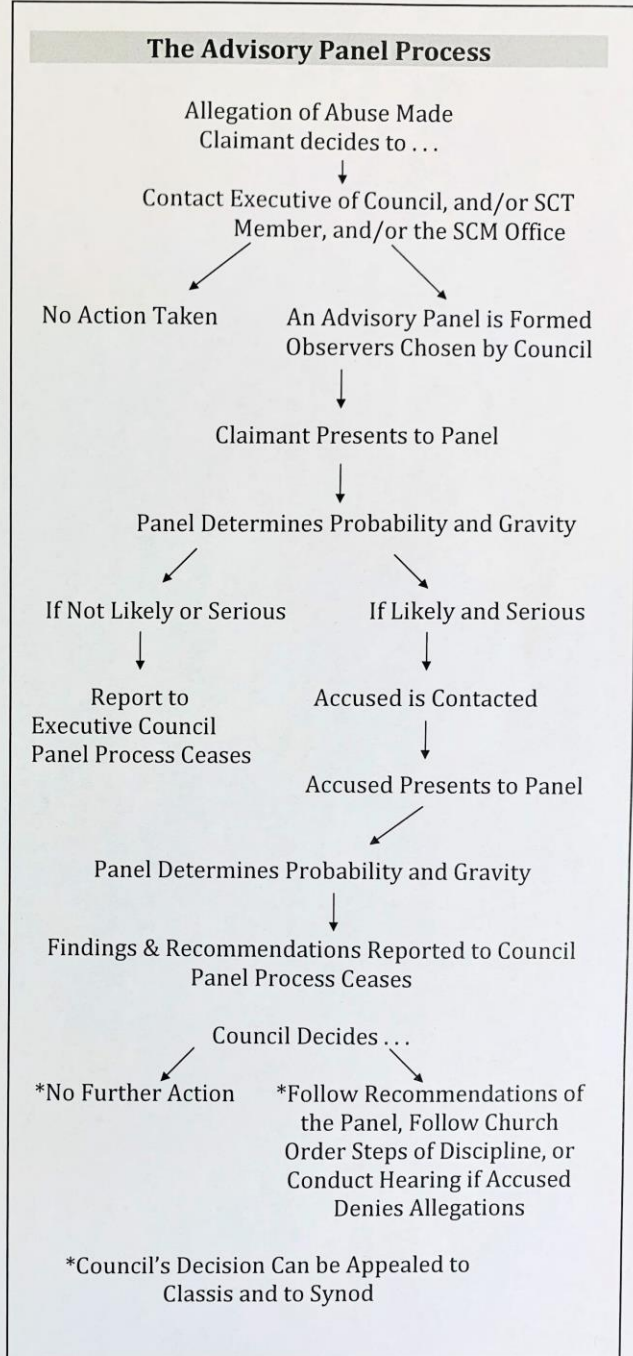 The Advisory Panel Process
Allegation of Abuse Made
Claimant decides to . . .
Contact Executive of Council, and/or SCT
Member, and/or the SCM Office
No Action Taken
An Advisory Panel is Formed
Observers Chosen by Council
Claimant Presents to Panel
Panel Determines Probability and Gravity
If Not Likely or Serious
If Likely and Serious
Report to
Executive Council
Panel Process Ceases
Accused is Contacted
Accused Presents to Panel
Panel Determines Probability and Gravity
Findings & Recommendations Reported to Council
Panel Process Ceases
Council Decides . . .
*No Further Action
*Follow Recommendations of
the Panel, Follow Church
Order Steps of Discipline, or
Conduct Hearing if Accused
Denies Allegations
*Council’s Decision Can be Appealed to
Classis and to Synod